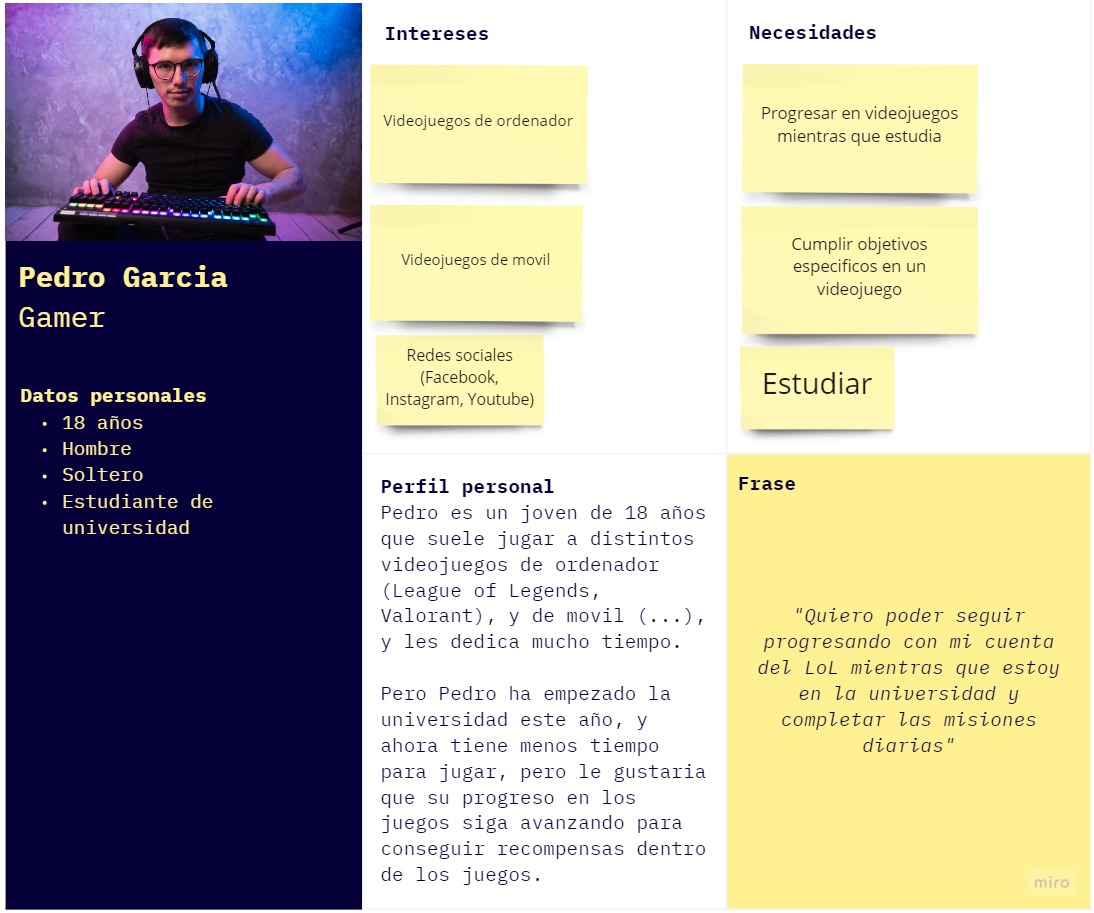 Pedro Garcia
Gamer
Datos personales
• 18 años
• Hombre
• Soltero
• Estudiante de
universidad
Intereses
Videojuegos de ordenador
Videojuegos de movil
Redes sociales
(Facebook,
Instagram, Youtube)
Necesidades
Progresar en videojuegos
mientras que estudia
Cumplir objetivos
especificos en un
videojuego
Estudiar
Perfil personal
Pedro es un joven de 18 años
que suele jugar a distintos
videojuegos de ordenador
(League of Legends,
Valorant), y de movil (...),
y les dedica mucho tiempo.
Pero Pedro ha empezado la
universidad este año, y
ahora tiene menos tiempo
para jugar, pero le gustaria
que su progreso en los
juegos siga avanzando para
conseguir recompensas dentro
de los juegos.
Frase
"Quiero poder seguir
progresando con mi cuenta
del LoL mientras que estoy
en la universidad y
completar las misiones
diarias"
miro